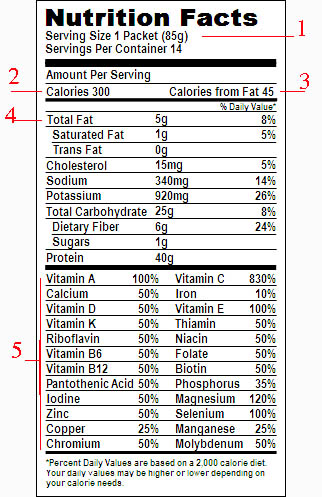 Nutrition Facts
Serving Size 1 Packet (85g) 1
Servings Per Container 14
Amount Per Serving
2 Calories 300 Calories from Fat 45 3
% Daily Value*
4 Total Fat 5g 8%
Saturated Fat 1g 5%
Trans Fat 0g
Cholesterol 15mg 5%
Sodium 340mg 14%
Potassium 920mg 26%
Total Carbohydrate 25g 8%
Dietary Fiber 6g 24%
Sugars 1g
Protein 40g
Vitamin A 100% Vitamin C 830%
Calcium 50% Iron 10%
Vitamin D 50% Vitamin E 100%
Vitamin K 50% Thiamin 50%
5 Riboflavin 50% Niacin 50%
Vitamin B6 50% Folate 50%
Vitamin B12 50% Biotin 50%
Pantothenic Acid 50% Phosphorus 35%
Iodine 50% Magnesium 120%
Zinc 50% Selenium 100%
Copper 25% Manganese 25%
Chromium 50% Molybdenum 50%
*Percent Daily Values are based on a 2,000 calorie diet.
Your daily values may be higher or lower depending on
your calorie needs.